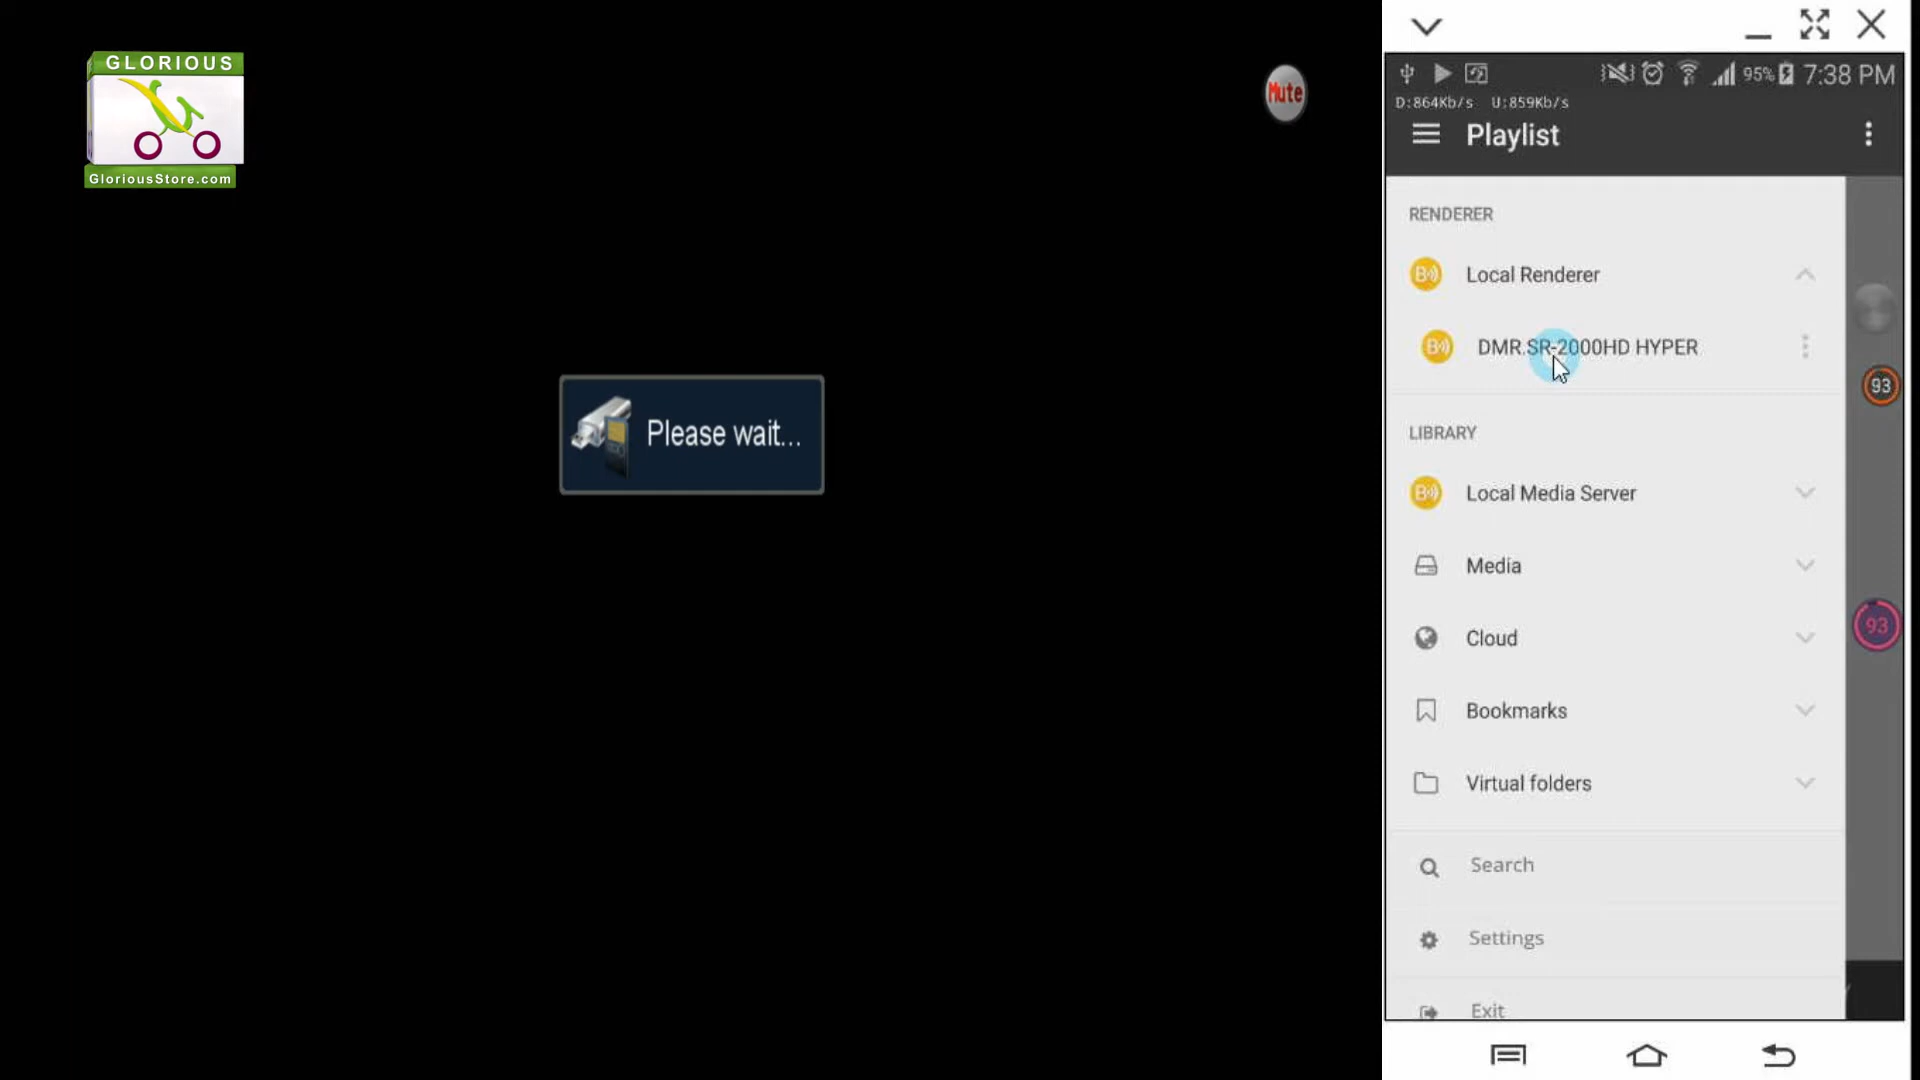 GLORIOUS
GloriousStore.com
Mute
Please wait...
95% 7:38 PM
D:864Kb/s U:859Kb/s
Playlist
RENDERER
B Local Renderer
B DMR.SR-2000HD HYPER
93
LIBRARY
B Local Media Server
Media
93
Cloud
Bookmarks
Virtual folders
Search
Settings
Exit